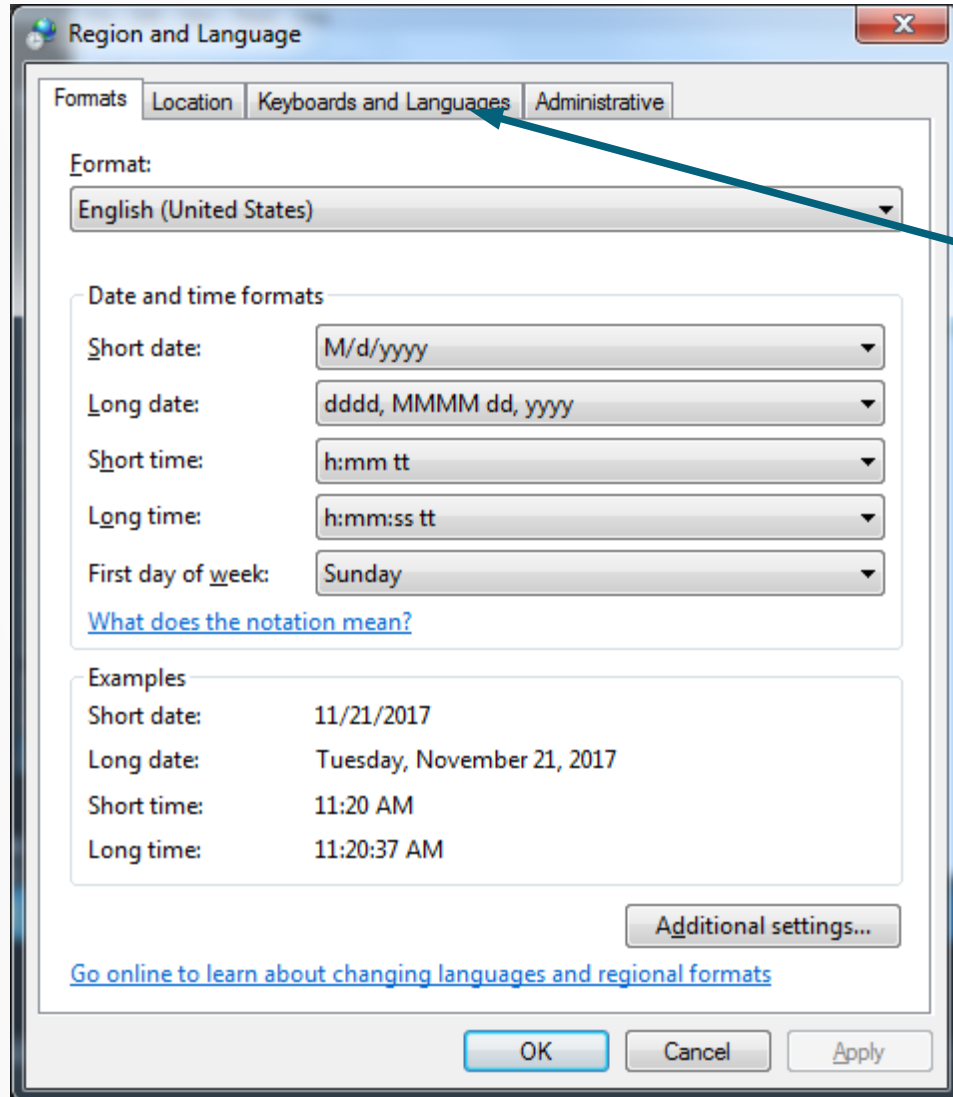 Region and Language
Formats Location Keyboards and Languages Administrative
Format:
English (United States)
Date and time formats
Short date: M/d/yyyy
Long date: dddd, MMMM dd, yyyy
Short time: h:mm tt
Long time: h:mm:ss tt
First day of week: Sunday
What does the notation mean?
Examples
Short date: 11/21/2017
Long date: Tuesday, November 21, 2017
Short time: 11:20 AM
Long time: 11:20:37 AM
Additional settings...
Go online to learn about changing languages and regional formats
OK Cancel Apply